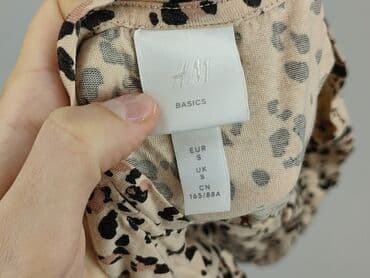 H&M
BASICS
EUR
S
UK
S
CN
165/88A